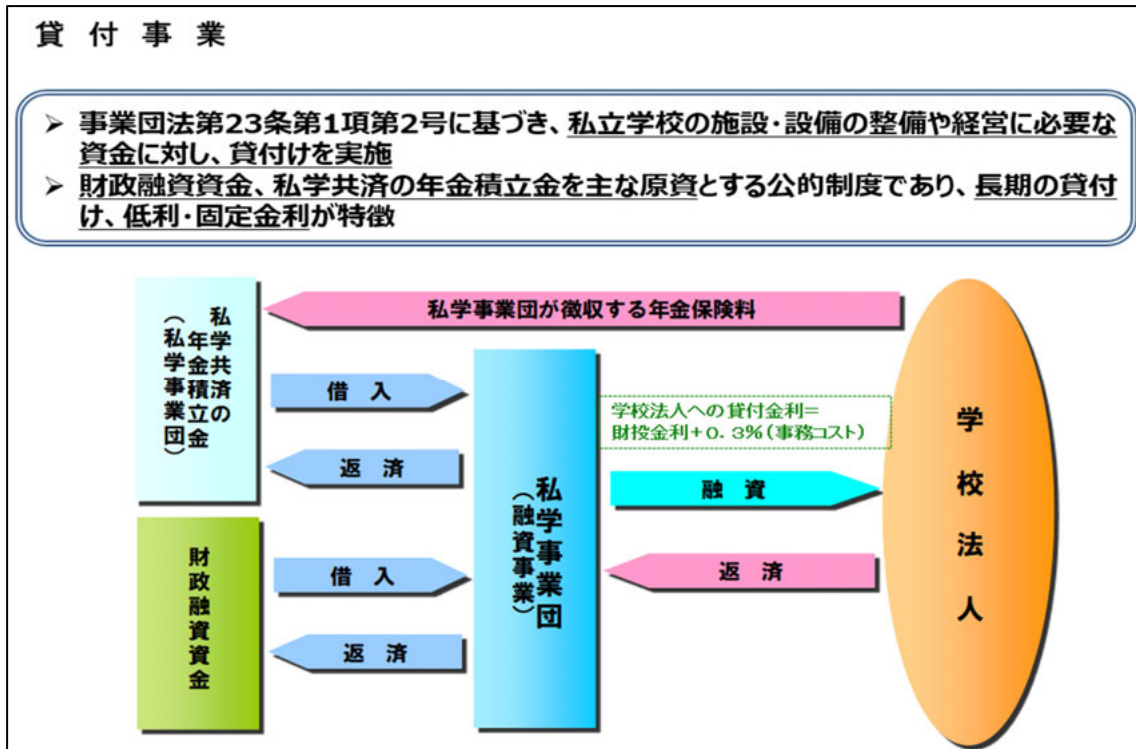 貸 付 事 業
➢ 事業団法第23条第1項第2号に基づき、私立学校の施設・設備の整備や経営に必要な
資金に対し、貸付けを実施
➢ 財政融資資金、私学共済の年金積立金を主な原資とする公的制度であり、長期の貸付
け、低利・固定金利が特徴
私学事業団が徴収する年金保険料
私学共済の
年金積立金
(私学事業団)
借 入
返 済
財政融資資金
借 入
返 済
私学事業団
(融資事業)
学校法人への貸付金利=
財投金利+0.3%(事務コスト)
融 資
返 済
学校法人